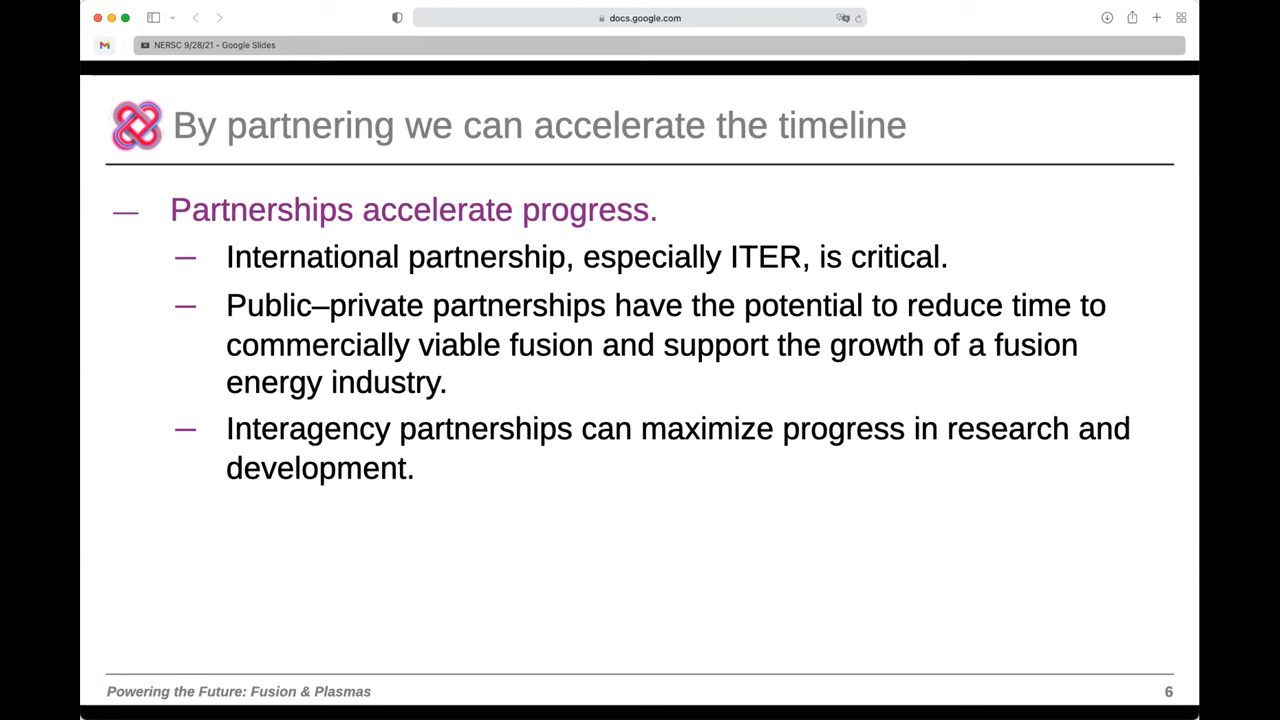 docs.google.com
NERSC 9/28/21 - Google Slides
By partnering we can accelerate the timeline
— Partnerships accelerate progress.
— International partnership, especially ITER, is critical.
— Public–private partnerships have the potential to reduce time to
commercially viable fusion and support the growth of a fusion
energy industry.
— Interagency partnerships can maximize progress in research and
development.
Powering the Future: Fusion & Plasmas
6